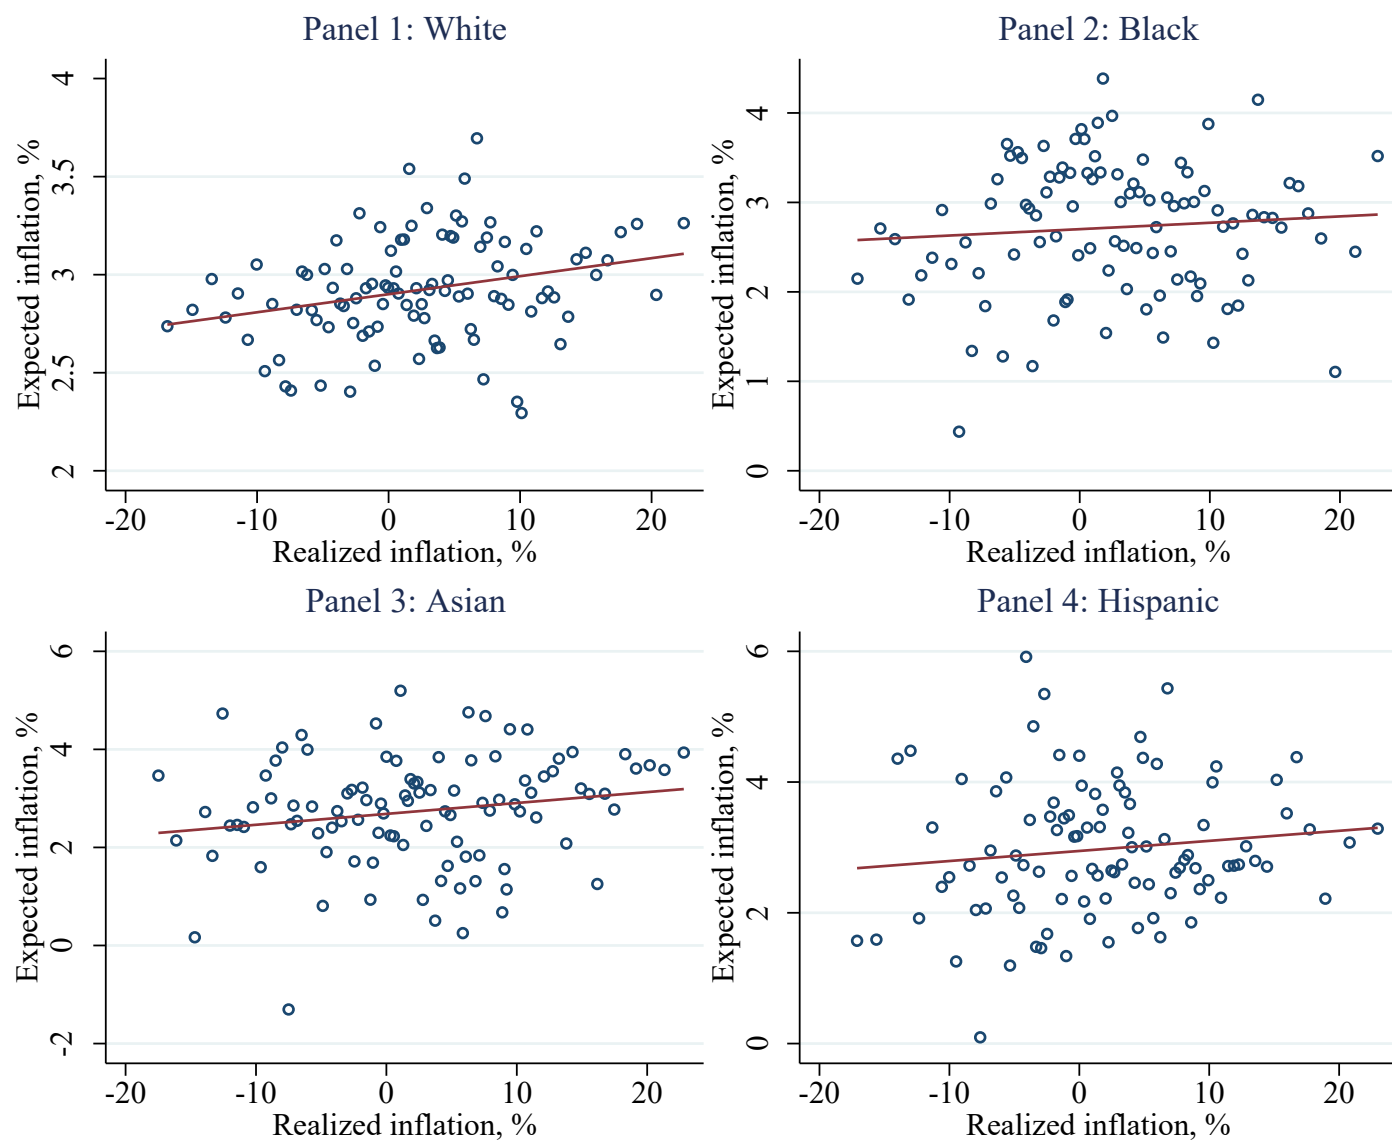 Panel 1: White
Expected inflation, %
4
3.5
3
2.5
2
-20 -10 0 10 20
Realized inflation, %
Panel 2: Black
Expected inflation, %
4
3
2
1
0
-20 -10 0 10 20
Realized inflation, %
Panel 3: Asian
Expected inflation, %
6
4
2
0
-2
-20 -10 0 10 20
Realized inflation, %
Panel 4: Hispanic
Expected inflation, %
6
4
2
0
-20 -10 0 10 20
Realized inflation, %